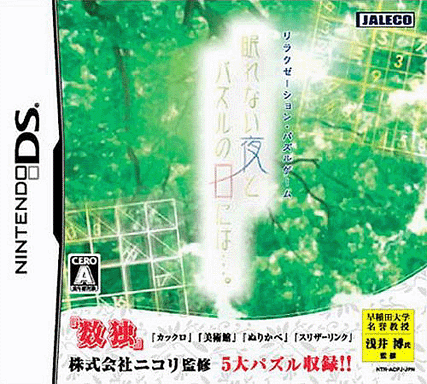 NINTENDO DS
JALECO
リラクゼーション・パズルゲーム
眠れない夜と
パズルの日には…。
CERO
A
『数独』
「カックロ」「美術館」「ぬりかべ」「スリザーリンク」
株式会社ニコリ監修 5大パズル収録!!
早稲田大学
名誉教授
浅井 博氏
監修